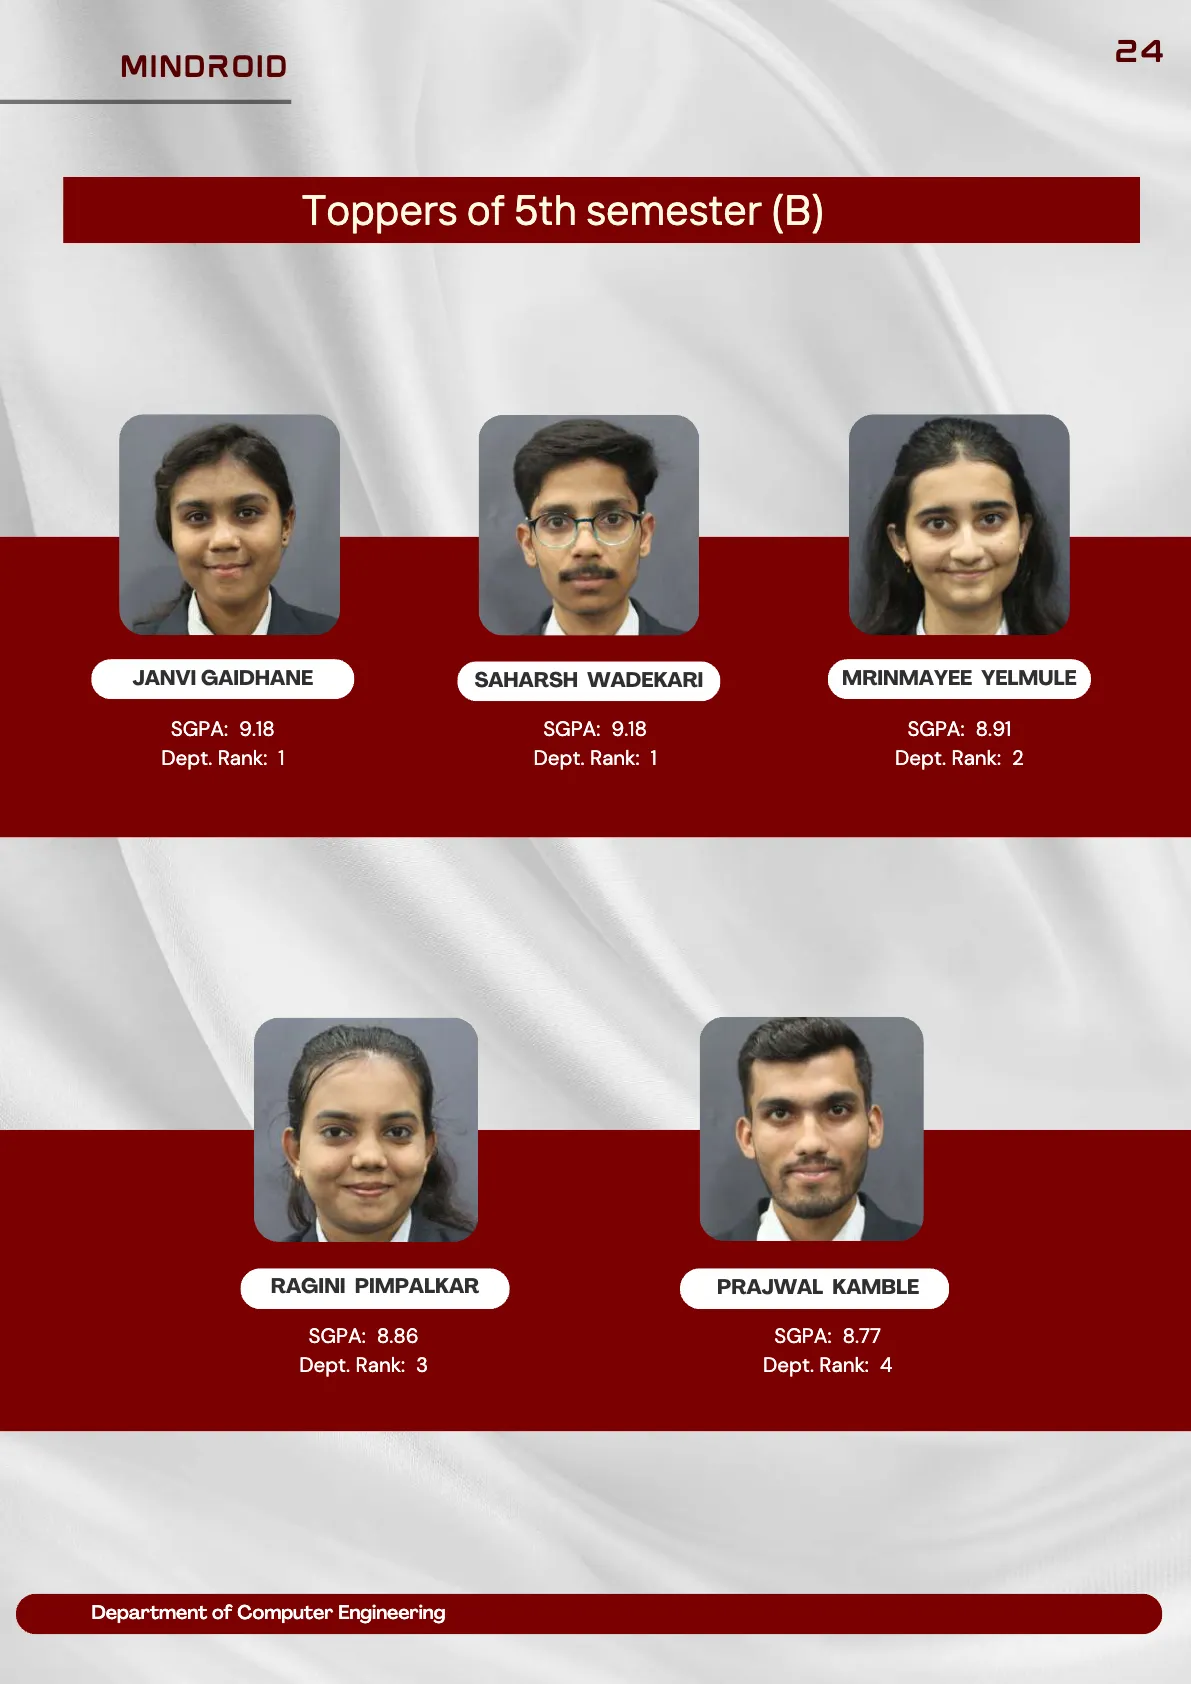 MINDROID
24
Toppers of 5th semester (B)
JANVI GAIDHANE
SGPA: 9.18
Dept. Rank: 1
SAHARSH WADEKARI
SGPA: 9.18
Dept. Rank: 1
MRINMAYEE YELMULE
SGPA: 8.91
Dept. Rank: 2
RAGINI PIMPALKAR
SGPA: 8.86
Dept. Rank: 3
PRAJWAL KAMBLE
SGPA: 8.77
Dept. Rank: 4
Department of Computer Engineering